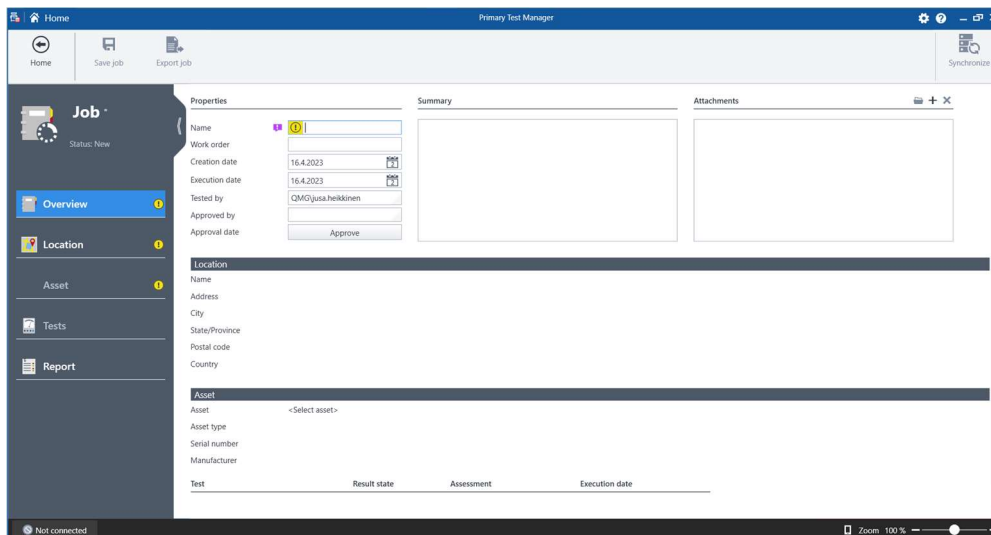 Home
Primary Test Manager
Home
Save job
Export job
Synchronize
Job *
Status: New
Overview
Location
Asset
Tests
Report
Properties
Name
Work order
Creation date 16.4.2023
Execution date 16.4.2023
Tested by QMG\jusa.heikkinen
Approved by
Approval date Approve
Summary
Attachments
Location
Name
Address
City
State/Province
Postal code
Country
Asset
Asset <Select asset>
Asset type
Serial number
Manufacturer
Test Result state Assessment Execution date
Not connected
Zoom 100 %